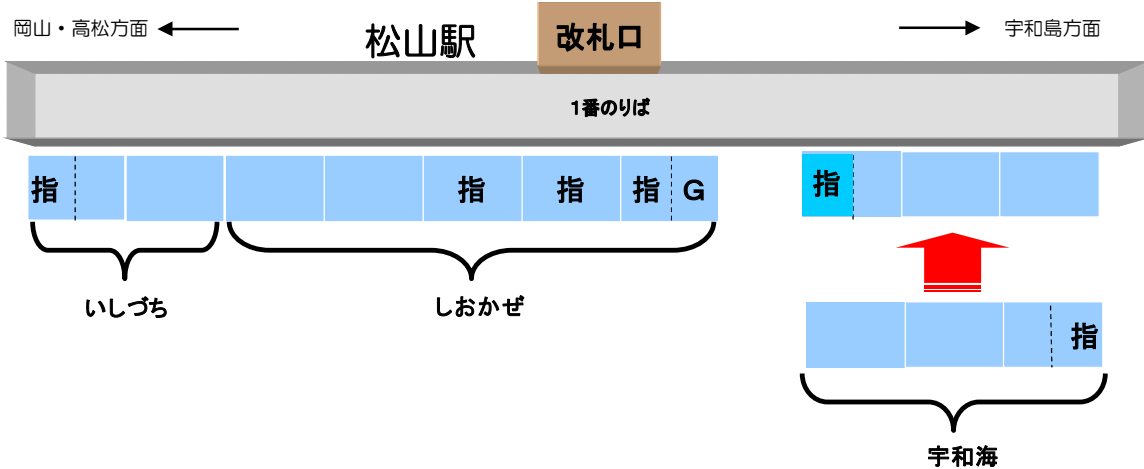 岡山・高松方面
松山駅
改札口
宇和島方面
1番のりば
指
指
指
指
G
指
いしづち
しおかぜ
指
宇和海